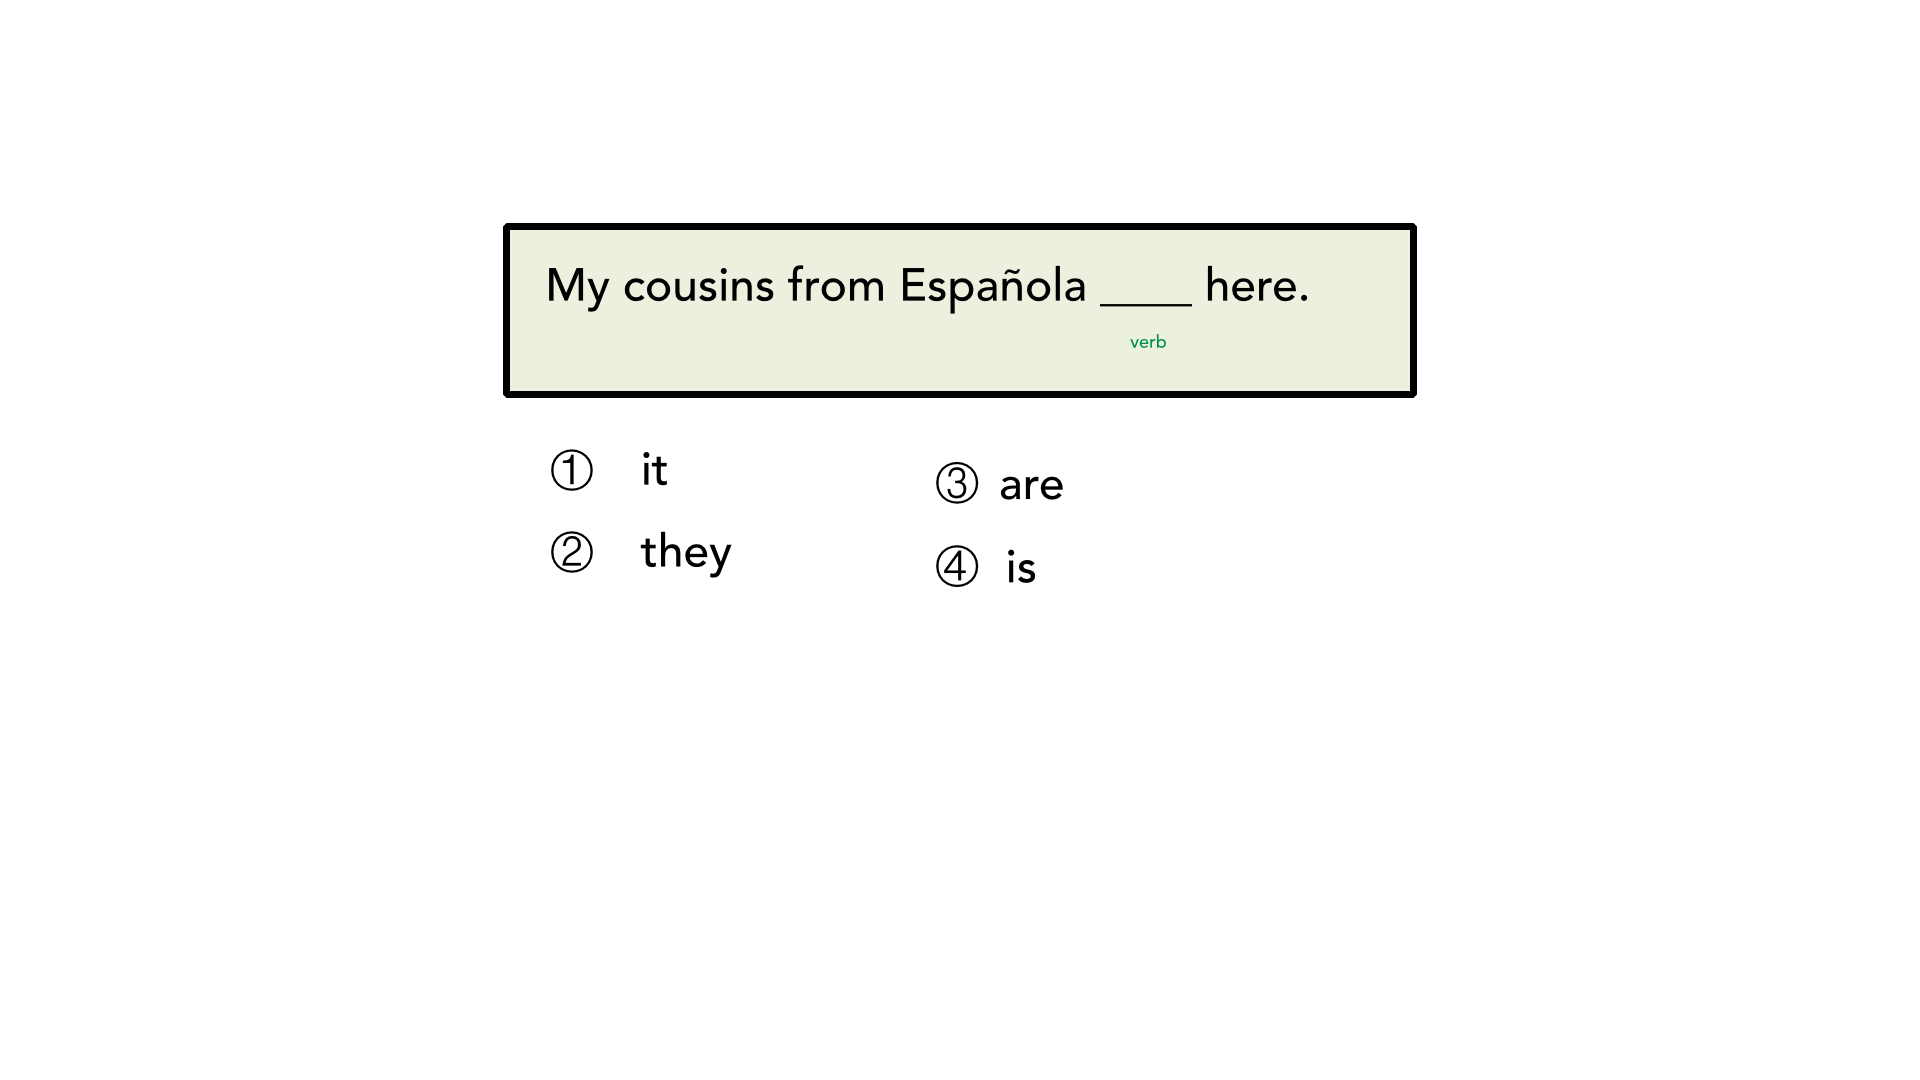 My cousins from Española ____ here.
verb
① it
② they
③ are
④ is